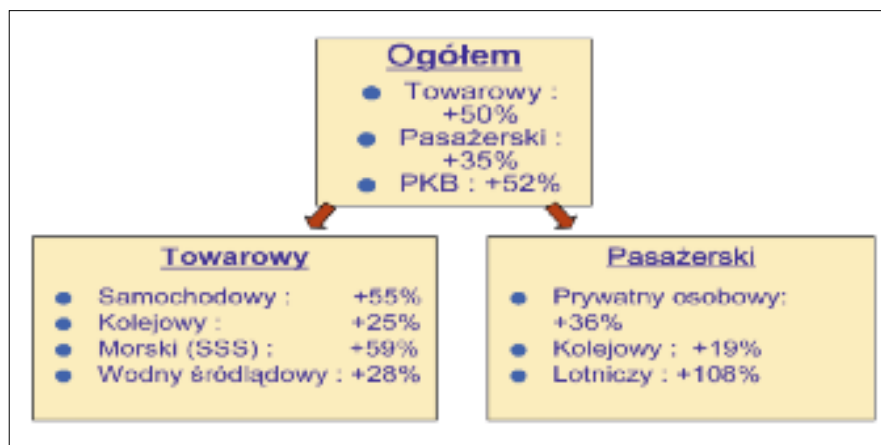 Ogółem
Towarowy :
+50%
Pasażerski :
+35%
PKB : +52%
Towarowy
Samochodowy : +55%
Kolejowy : +25%
Morski (SSS) : +59%
Wodny śródlądowy : +28%
Pasażerski
Prywatny osobowy:
+36%
Kolejowy : +19%
Lotniczy : +108%